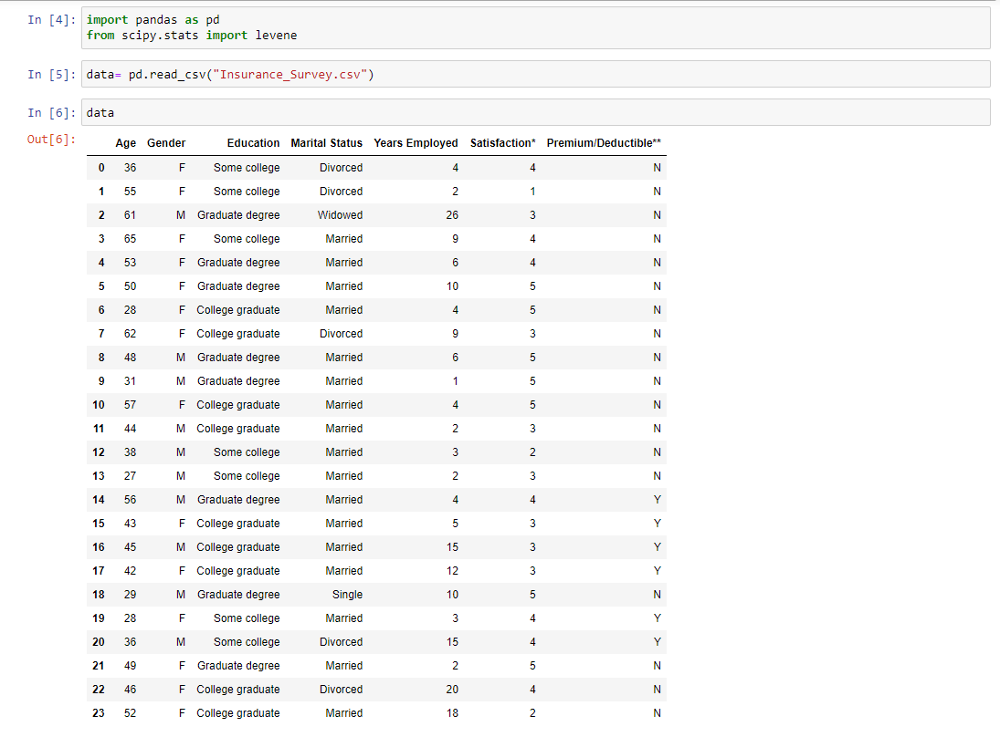 In [4]: import pandas as pd
from scipy.stats import levene
In [5]: data= pd.read_csv("Insurance_Survey.csv")
In [6]: data
Out[6]:
Age Gender Education Marital Status Years Employed Satisfaction* Premium/Deductible**
0 36 F Some college Divorced 4 4 N
1 55 F Some college Divorced 2 1 N
2 61 M Graduate degree Widowed 26 3 N
3 65 F Some college Married 9 4 N
4 53 F Graduate degree Married 6 4 N
5 50 F Graduate degree Married 10 5 N
6 28 F College graduate Married 4 5 N
7 62 F College graduate Divorced 9 3 N
8 48 M Graduate degree Married 6 5 N
9 31 M Graduate degree Married 1 5 N
10 57 F College graduate Married 4 5 N
11 44 M College graduate Married 2 3 N
12 38 M Some college Married 3 2 N
13 27 M Some college Married 2 3 N
14 56 M Graduate degree Married 4 4 Y
15 43 F College graduate Married 5 3 Y
16 45 M College graduate Married 15 3 Y
17 42 F College graduate Married 12 3 Y
18 29 M Graduate degree Single 10 5 N
19 28 F Some college Married 3 4 Y
20 36 M Some college Divorced 15 4 Y
21 49 F Graduate degree Married 2 5 N
22 46 F College graduate Divorced 20 4 N
23 52 F College graduate Married 18 2 N